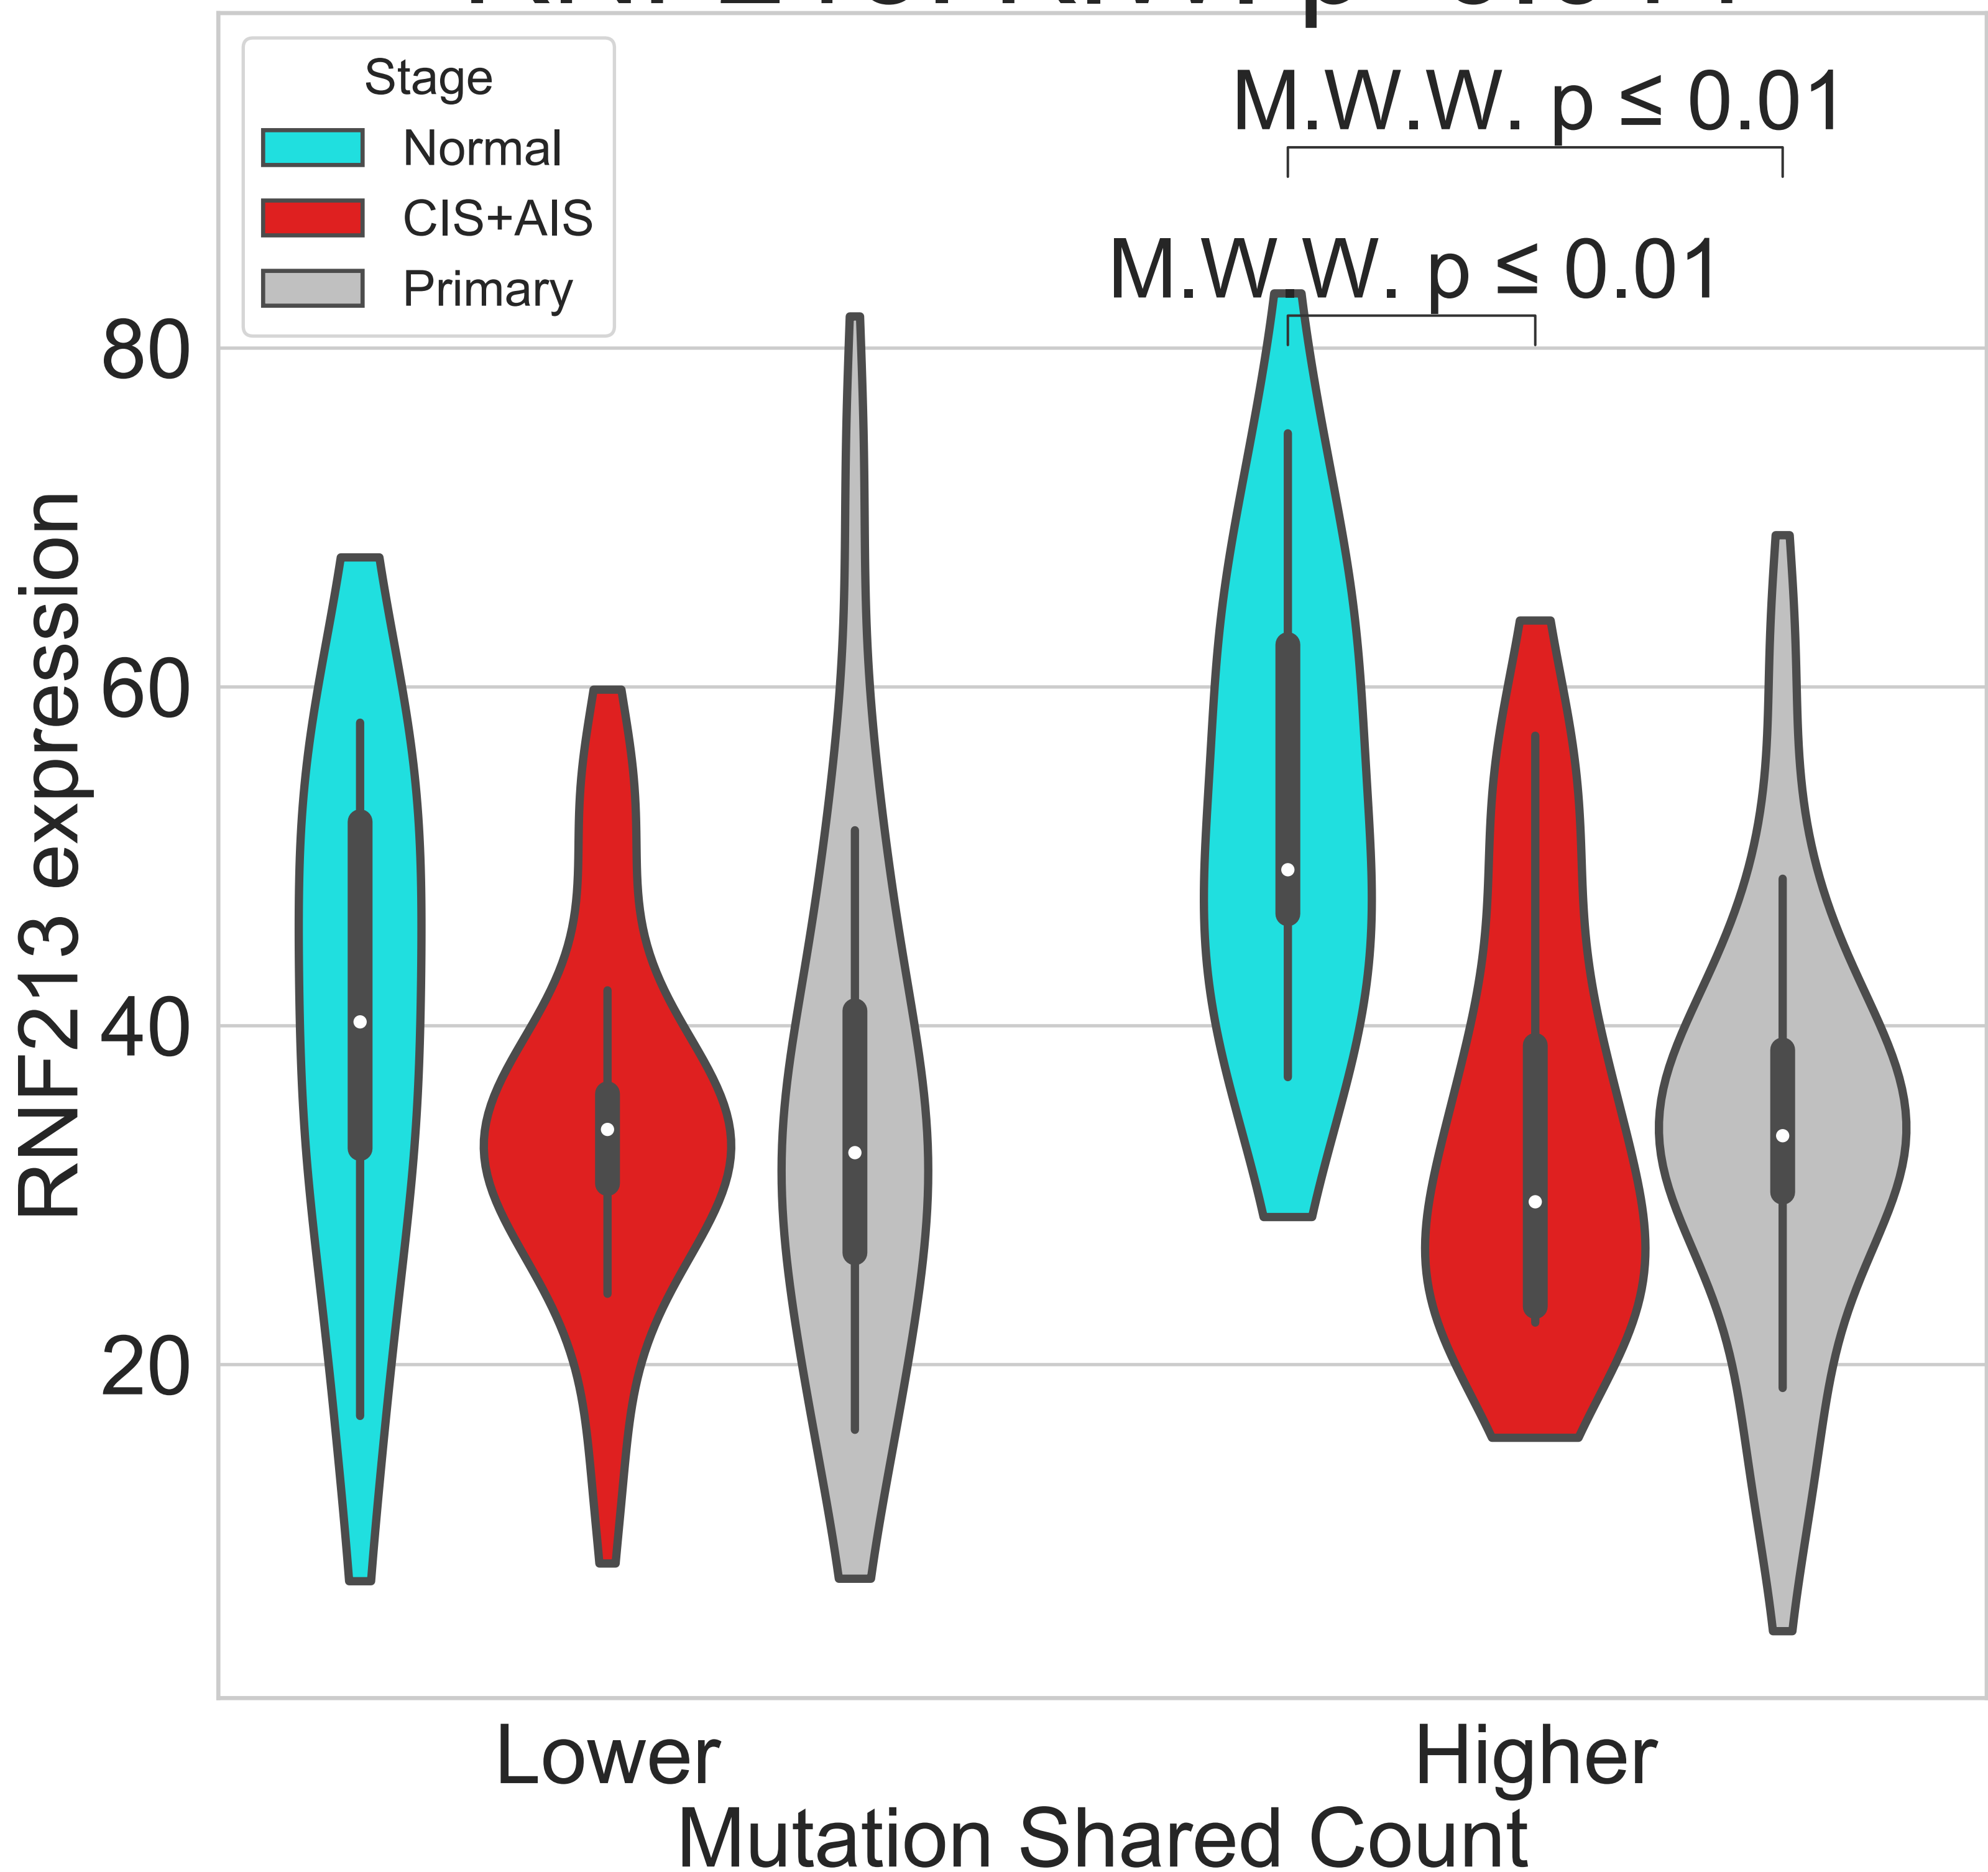 Stage
Normal
CIS+AIS
Primary
M.W.W. p ≤ 0.01
M.W.W. p ≤ 0.01
80
60
40
20
RNF213 expression
Lower
Higher
Mutation Shared Count